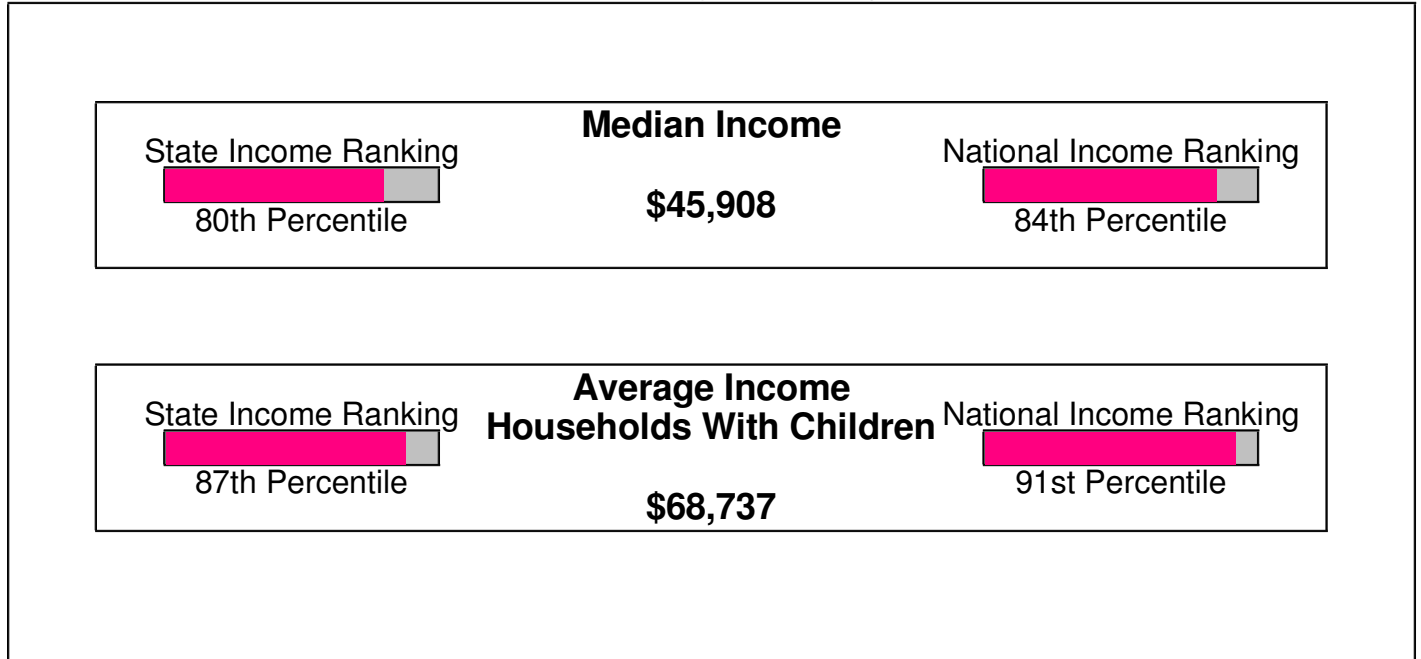 Median Income
State Income Ranking
National Income Ranking
$45,908
80th Percentile
84th Percentile
Average Income
Households With Children
State Income Ranking
National Income Ranking
87th Percentile
91st Percentile
$68,737